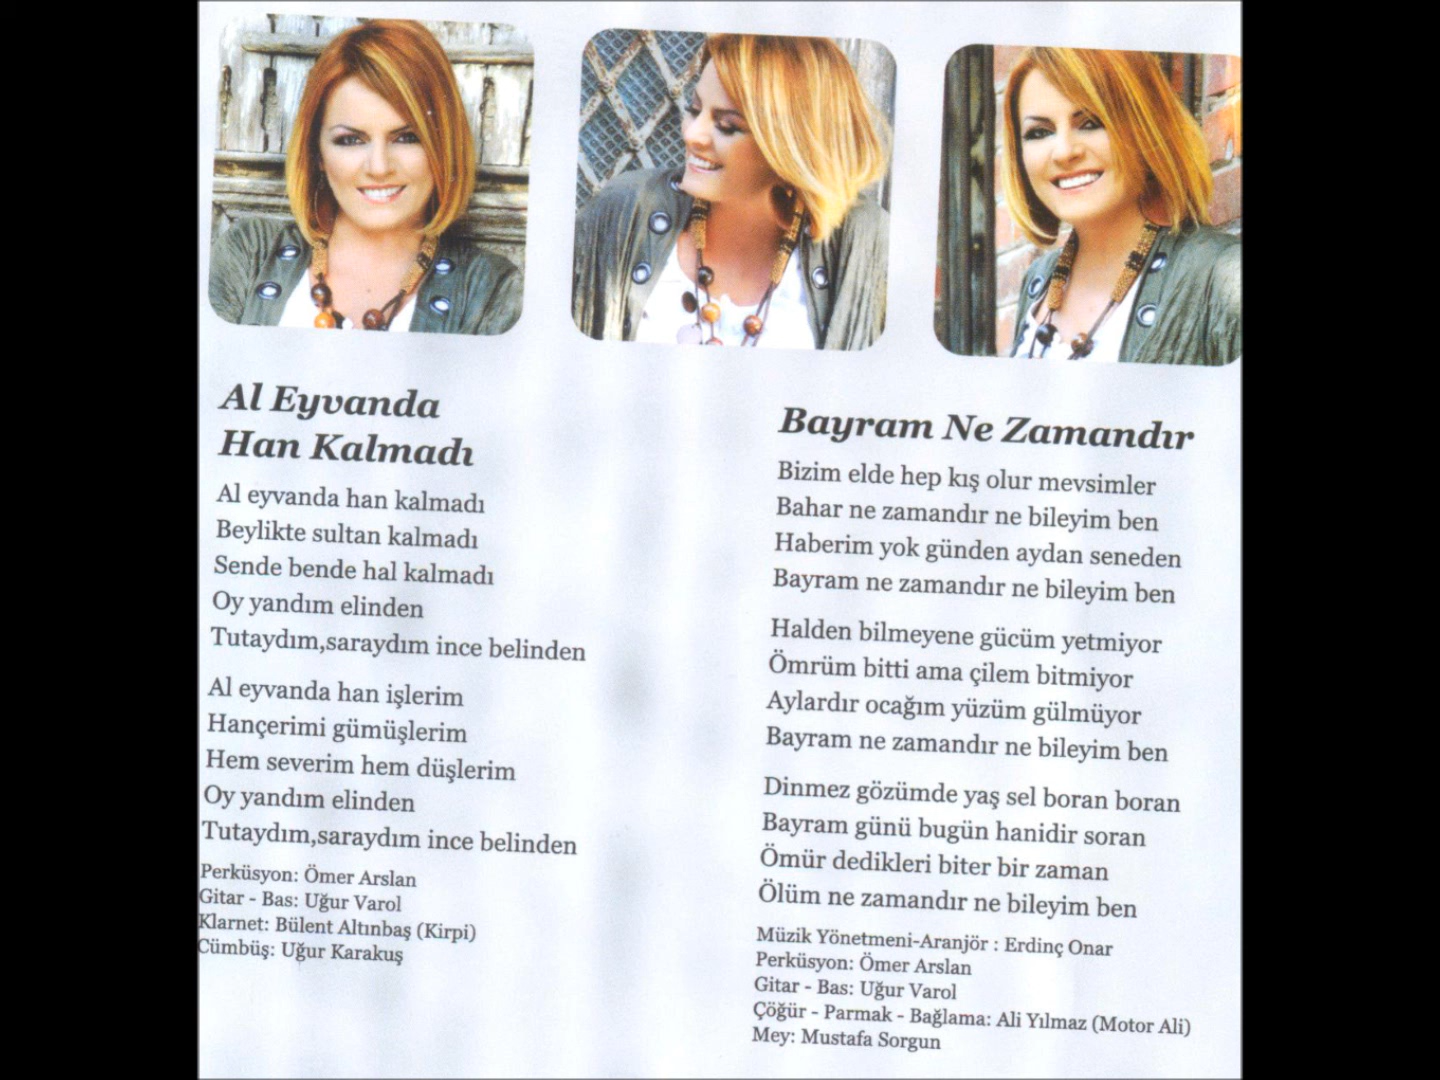 Al Eyvanda
Han Kalmadı
Al eyvanda han kalmadı
Beylikte sultan kalmadı
Sende bende hal kalmadı
Oy yandım elinden
Tutaydım,saraydım ince belinden
Al eyvanda han işlerim
Hançerimi gümüşlerim
Hem severim hem düşlerim
Oy yandım elinden
Tutaydım,saraydım ince belinden
Perküsyon: Ömer Arslan
Gitar - Bas: Uğur Varol
Klarnet: Bülent Altınbaş (Kirpi)
Cümbüş: Uğur Karakuş
Bayram Ne Zamandır
Bizim elde hep kış olur mevsimler
Bahar ne zamandır ne bileyim ben
Haberim yok günden aydan seneden
Bayram ne zamandır ne bileyim ben
Halden bilmeyene gücüm yetmiyor
Ömrüm bitti ama çilem bitmiyor
Aylardır ocağım yüzüm gülmüyor
Bayram ne zamandır ne bileyim ben
Dinmez gözümde yaş sel boran boran
Bayram günü bugün hanidir soran
Ömür dedikleri biter bir zaman
Ölüm ne zamandır ne bileyim ben
Müzik Yönetmeni-Aranjör : Erdinç Onar
Perküsyon: Ömer Arslan
Gitar - Bas: Uğur Varol
Çöğür - Parmak - Bağlama: Ali Yılmaz (Motor Ali)
Mey: Mustafa Sorgun